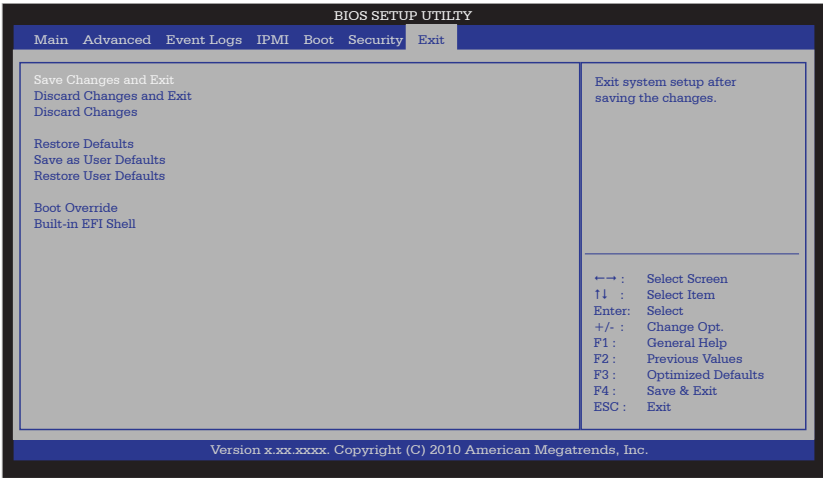 BIOS SETUP UTILTY
Main Advanced Event Logs IPMI Boot Security Exit
Save Changes and Exit
Discard Changes and Exit
Discard Changes
Restore Defaults
Save as User Defaults
Restore User Defaults
Boot Override
Built-in EFI Shell
Exit system setup after
saving the changes.
←→ : Select Screen
↑↓ : Select Item
Enter: Select
+/- : Change Opt.
F1 : General Help
F2 : Previous Values
F3 : Optimized Defaults
F4 : Save & Exit
ESC : Exit
Version x.xx.xxxx. Copyright (C) 2010 American Megatrends, Inc.